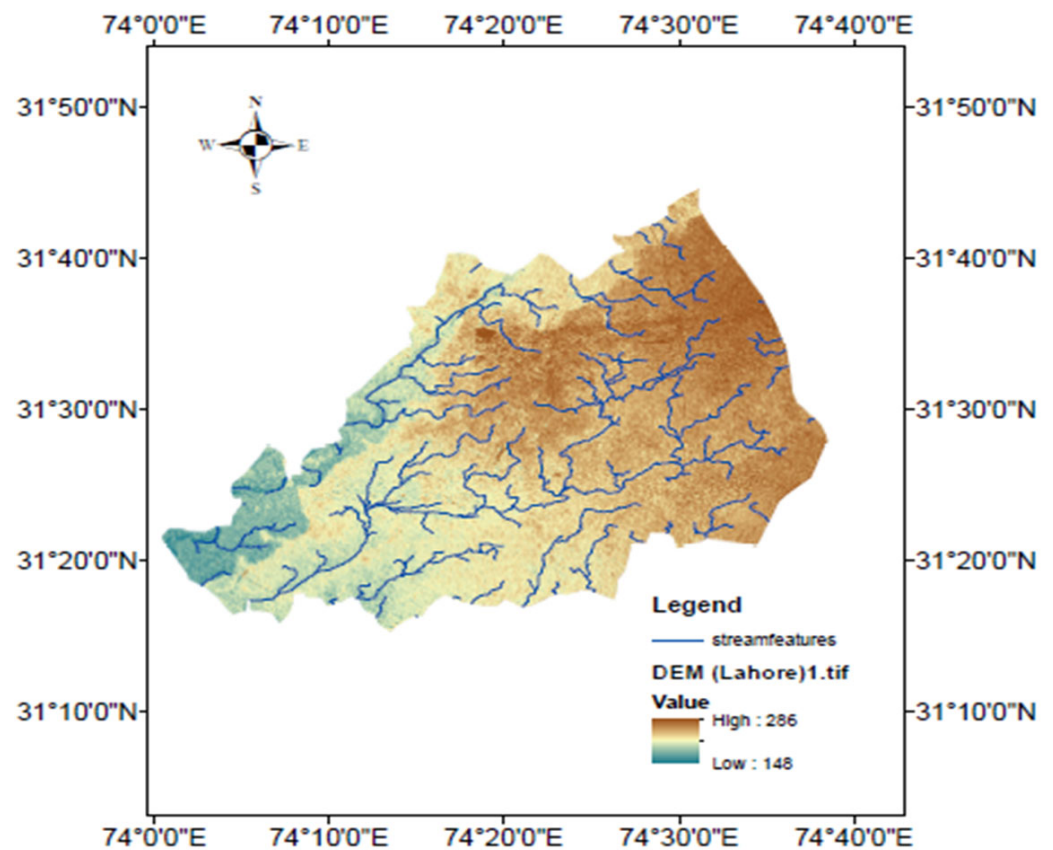 74°0'0"E 74°10'0"E 74°20'0"E 74°30'0"E 74°40'0"E
31°50'0"N 31°50'0"N
N
W E
S
31°40'0"N 31°40'0"N
31°30'0"N 31°30'0"N
31°20'0"N 31°20'0"N
Legend
streamfeatures
DEM (Lahore)1.tif
Value
31°10'0"N 31°10'0"N
High : 286
Low : 148
74°0'0"E 74°10'0"E 74°20'0"E 74°30'0"E 74°40'0"E